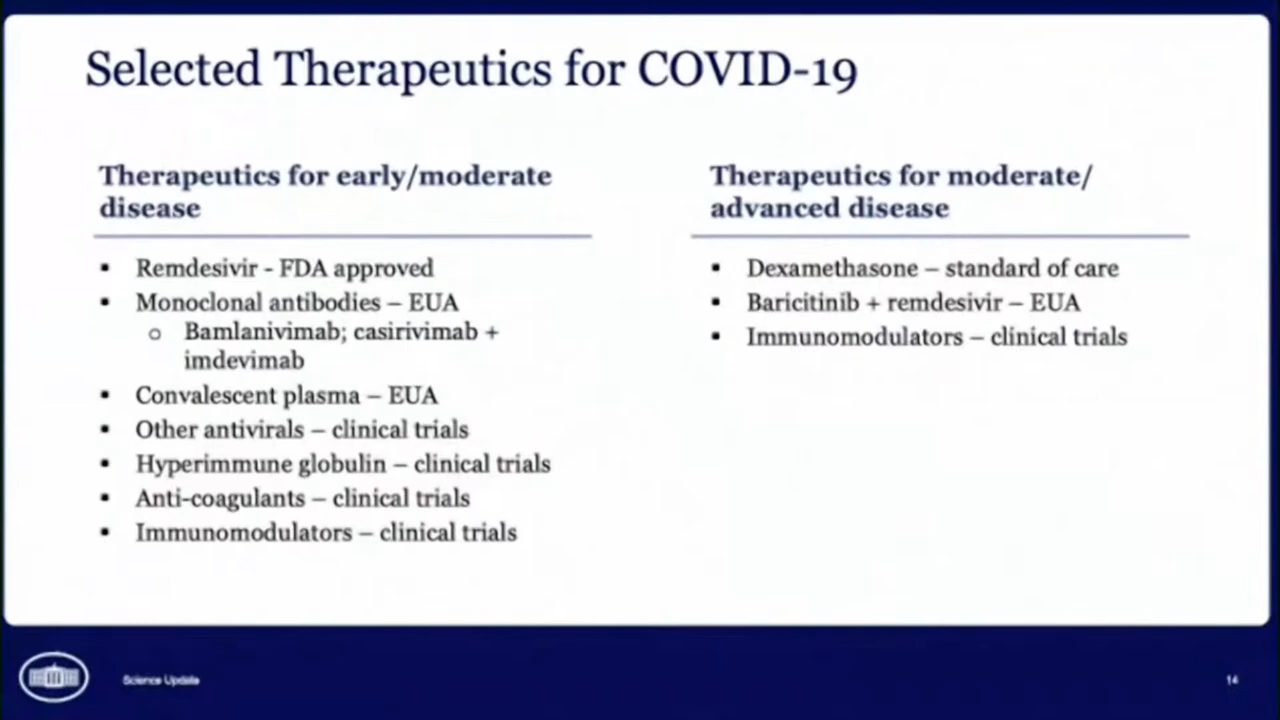 Selected Therapeutics for COVID-19
Therapeutics for early/moderate
disease
▪ Remdesivir - FDA approved
▪ Monoclonal antibodies – EUA
o Bamlanivimab; casirivimab +
imdevimab
▪ Convalescent plasma – EUA
▪ Other antivirals – clinical trials
▪ Hyperimmune globulin – clinical trials
▪ Anti-coagulants – clinical trials
▪ Immunomodulators – clinical trials
Therapeutics for moderate/
advanced disease
▪ Dexamethasone – standard of care
▪ Baricitinib + remdesivir – EUA
▪ Immunomodulators – clinical trials
Science Update
14